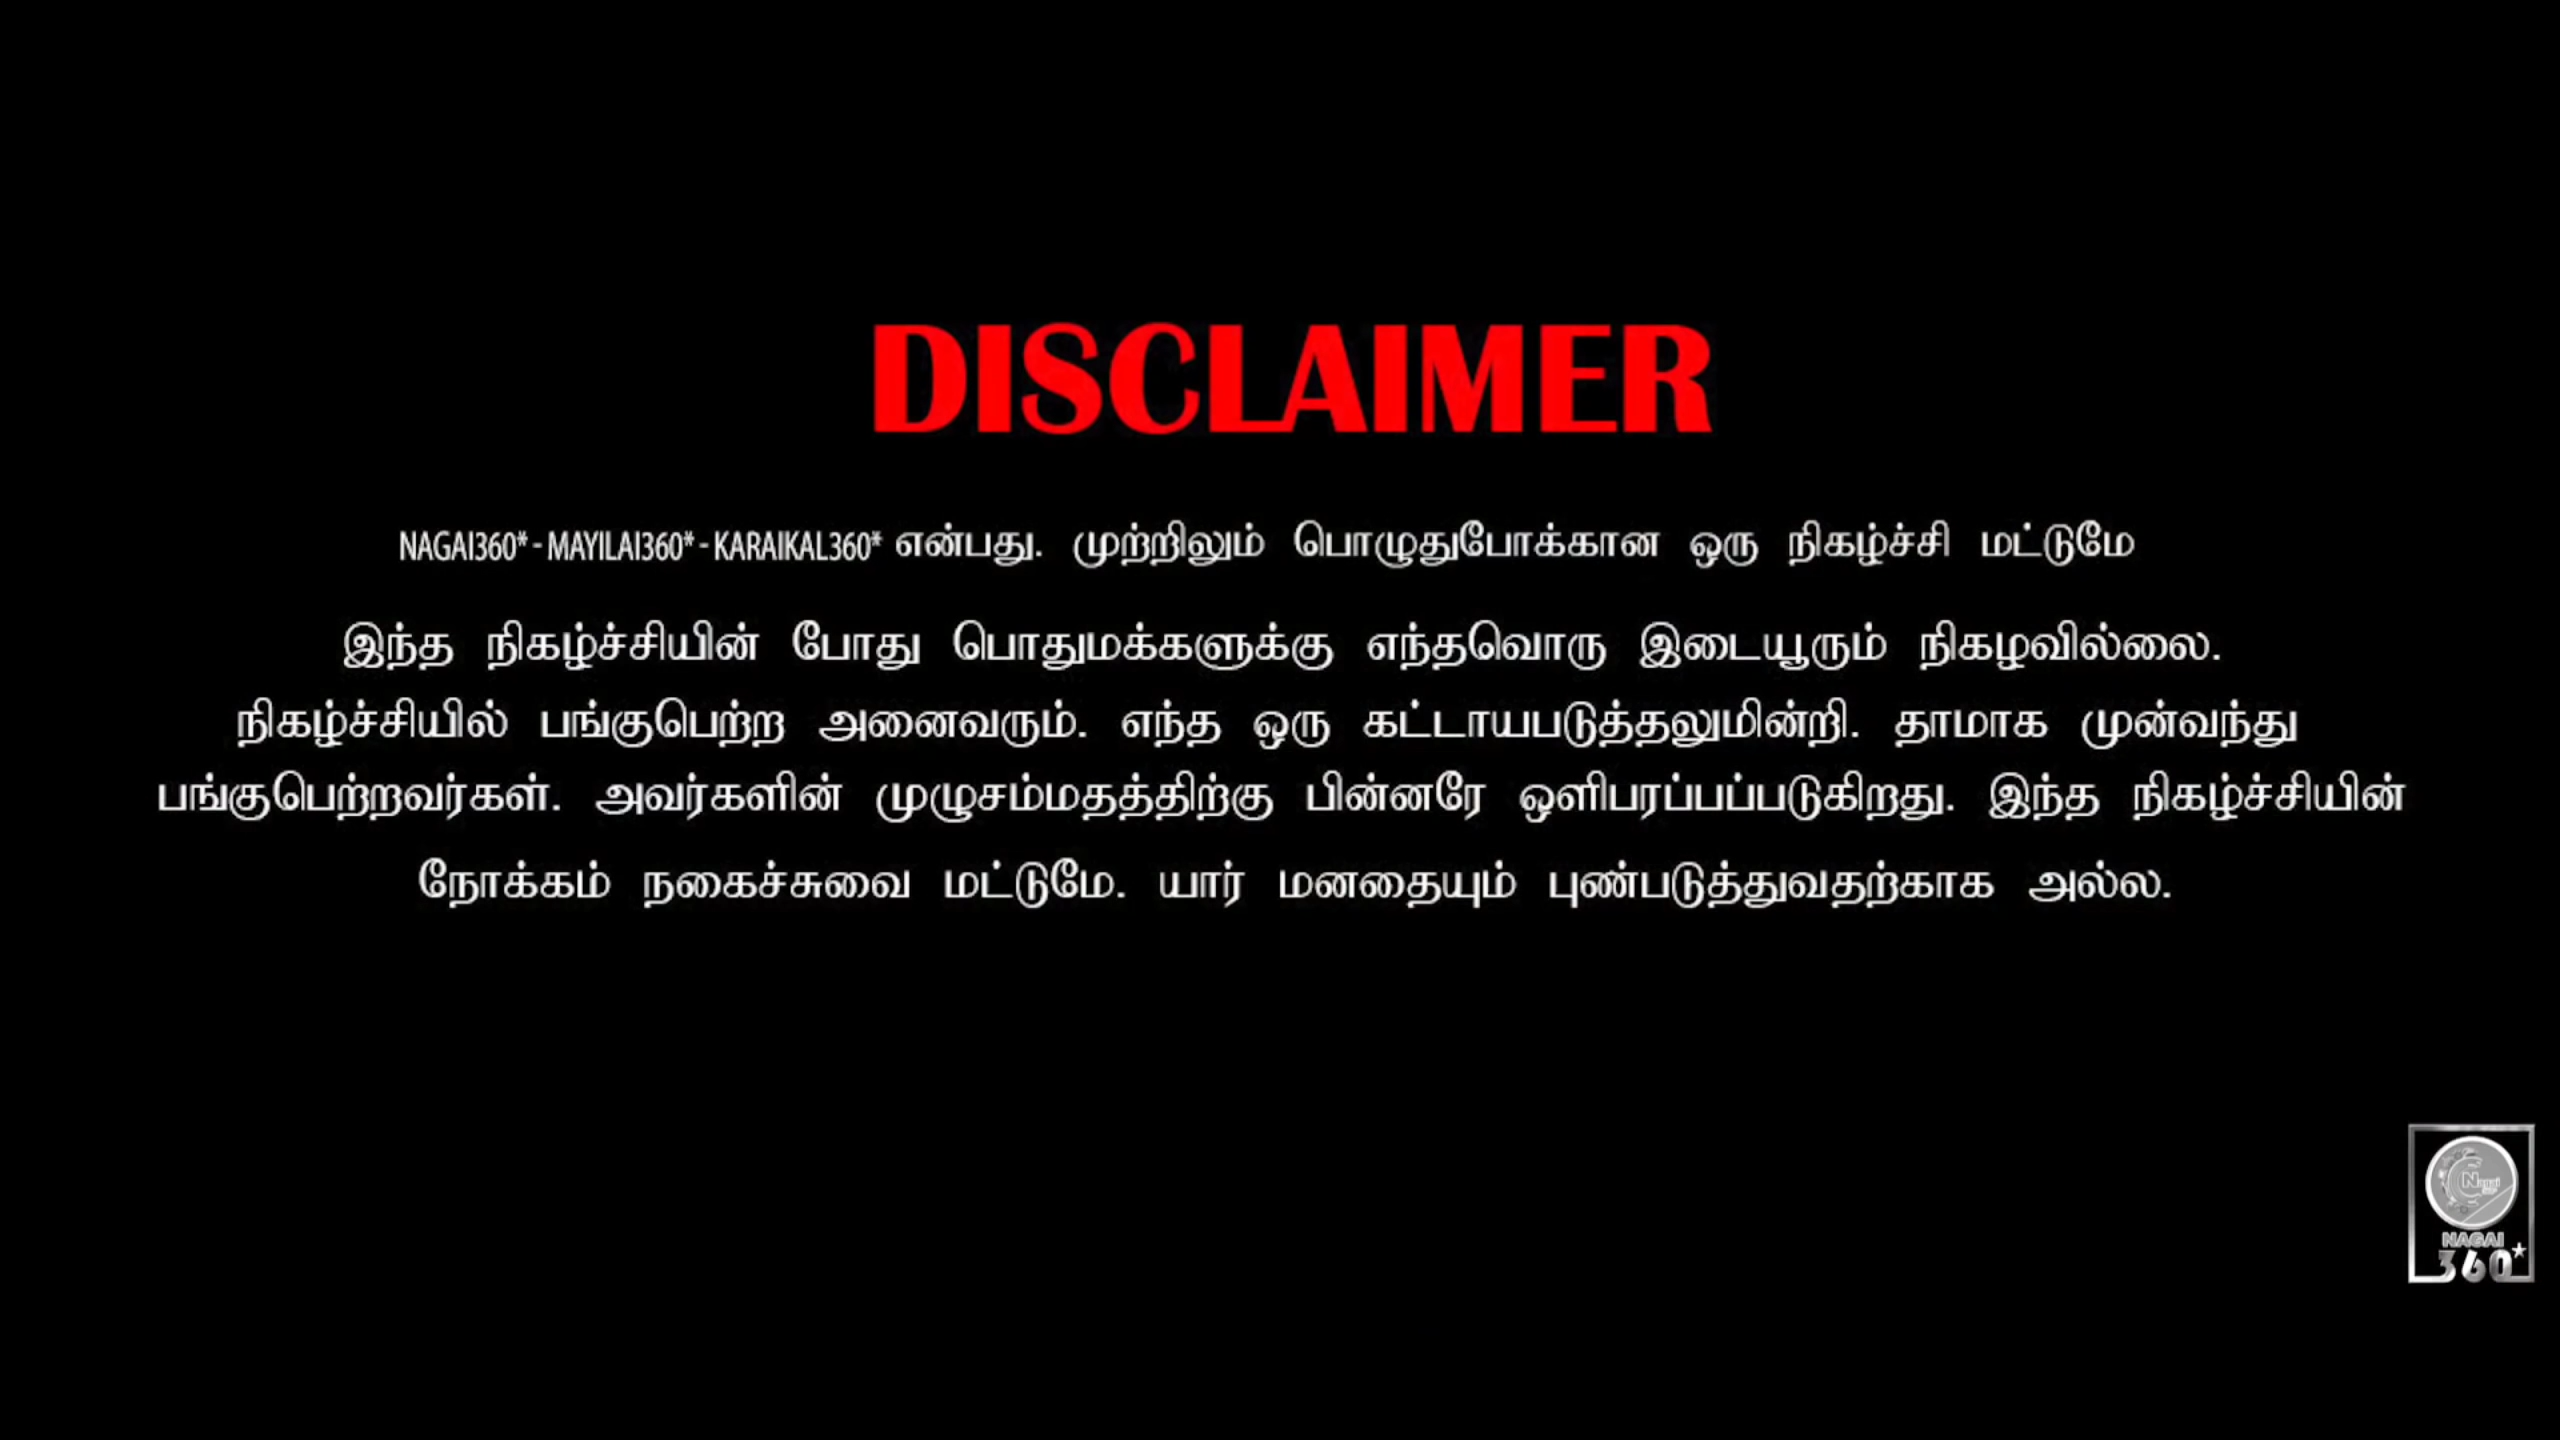 DISCLAIMER
NAGAI360* - MAYILAI360* - KARAIKAL360* என்பது. முற்றிலும் பொழுதுபோக்கான ஒரு நிகழ்ச்சி மட்டுமே
இந்த நிகழ்ச்சியின் போது பொதுமக்களுக்கு எந்தவொரு இடையூரும் நிகழவில்லை.
நிகழ்ச்சியில் பங்குபெற்ற அனைவரும். எந்த ஒரு கட்டாயபடுத்தலுமின்றி. தாமாக முன்வந்து
பங்குபெற்றவர்கள். அவர்களின் முழுசம்மதத்திற்கு பின்னரே ஒளிபரப்பப்படுகிறது. இந்த நிகழ்ச்சியின்
நோக்கம் நகைச்சுவை மட்டுமே. யார் மனதையும் புண்படுத்துவதற்காக அல்ல.
Nagai
NAGAI
360*